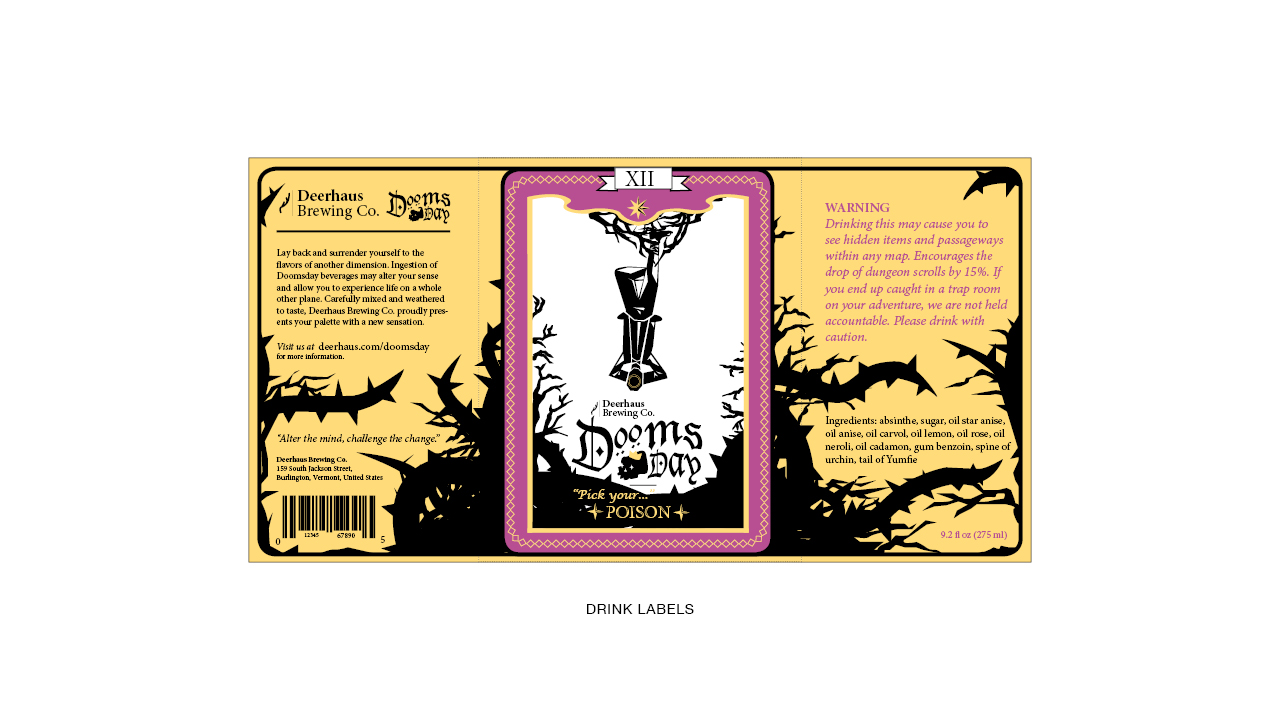 Deerhaus
Brewing Co.
Dooms
Day
Lay back and surrender yourself to the
flavors of another dimension. Ingestion of
Doomsday beverages may alter your sense
and allow you to experience life on a whole
other plane. Carefully mixed and weathered
to taste, Deerhaus Brewing Co. proudly pres-
ents your palette with a new sensation.
Visit us at deerhaus.com/doomsday
for more information.
"Alter the mind, challenge the change."
Deerhaus Brewing Co.
159 South Jackson Street,
Burlington, Vermont, United States
0 12345 67890 5
XII
Deerhaus
Brewing Co.
Dooms
Day
"Pick your..."
POISON
WARNING
Drinking this may cause you to
see hidden items and passageways
within any map. Encourages the
drop of dungeon scrolls by 15%. If
you end up caught in a trap room
on your adventure, we are not held
accountable. Please drink with
caution.
Ingredients: absinthe, sugar, oil star anise,
oil anise, oil carvol, oil lemon, oil rose, oil
neroli, oil cadamon, gum benzoin, spine of
urchin, tail of Yumfie
9.2 fl oz (275 ml)
DRINK LABELS